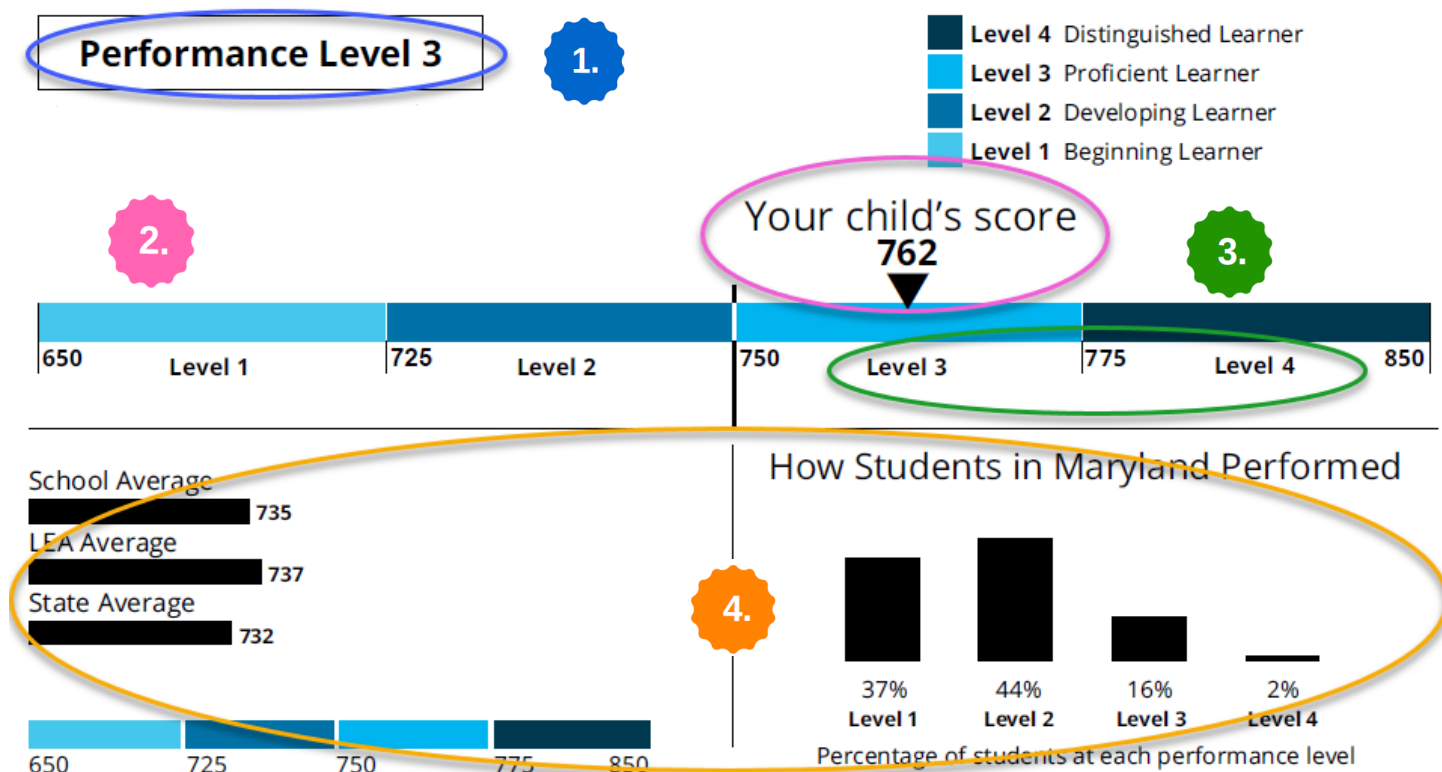 Performance Level 3
1.
Level 4 Distinguished Learner
Level 3 Proficient Learner
Level 2 Developing Learner
Level 1 Beginning Learner
2.
Your child's score
762
3.
650 Level 1 725 Level 2 750 Level 3 775 Level 4 850
School Average
735
LEA Average
737
State Average
732
650 725 750 775 850
4.
How Students in Maryland Performed
37% 44% 16% 2%
Level 1 Level 2 Level 3 Level 4
Percentage of students at each performance level